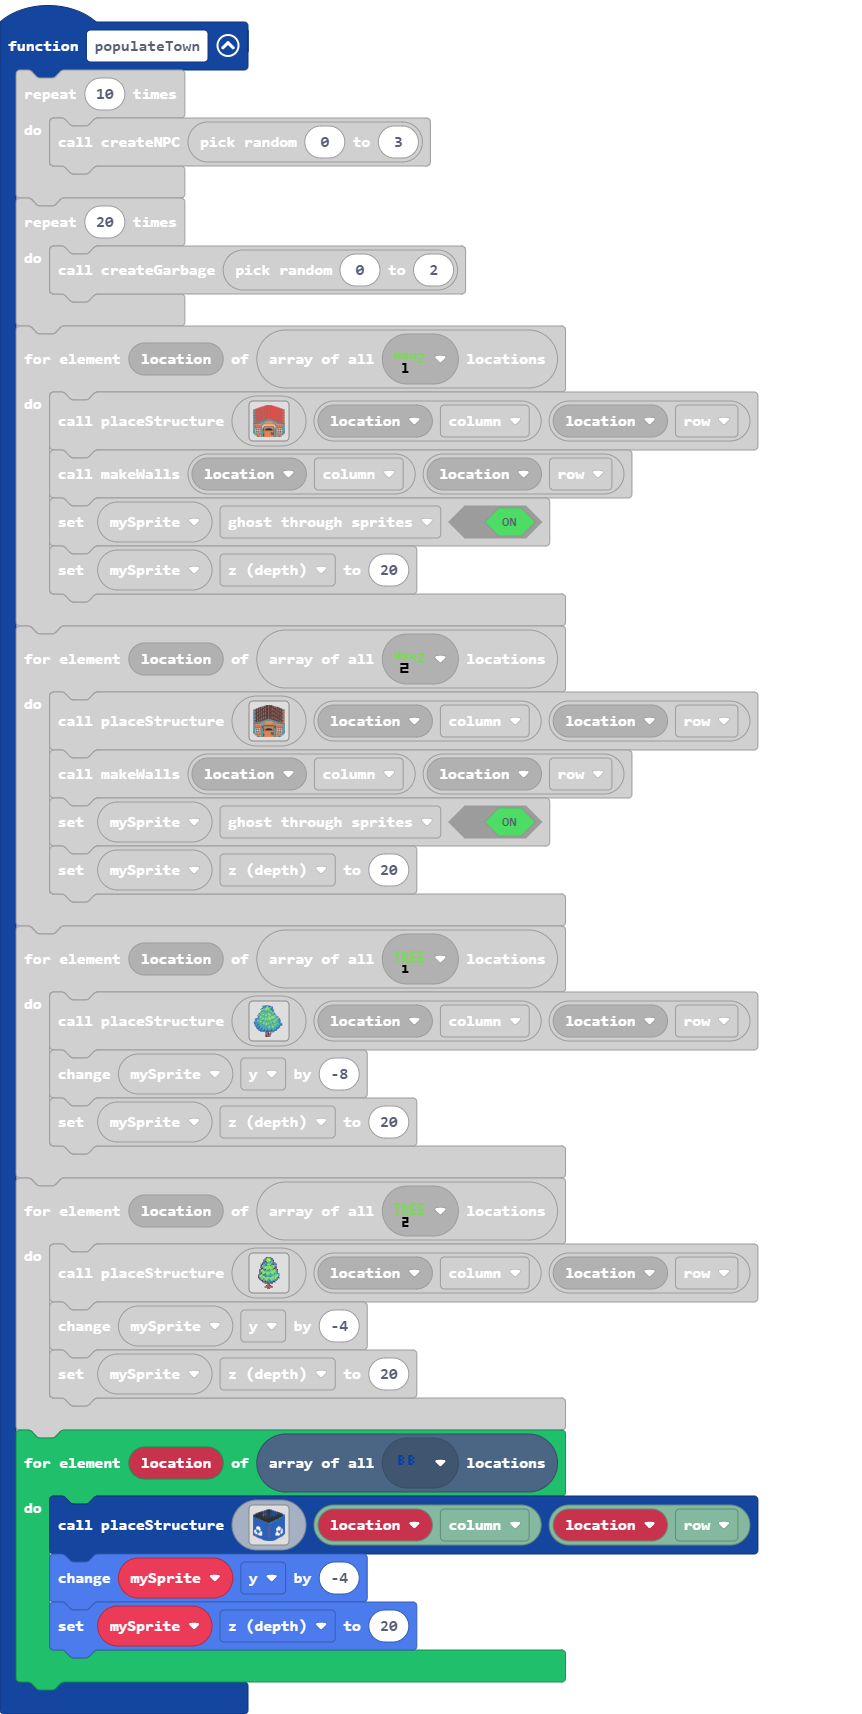 function populateTown
repeat 10 times
do
call createNPC pick random 0 to 3
repeat 20 times
do
call createGarbage pick random 0 to 2
for element location of array of all 1 locations
do
call placeStructure location column location row
call makeWalls location column location row
set mySprite ghost through sprites ON
set mySprite z (depth) to 20
for element location of array of all 2 locations
do
call placeStructure location column location row
call makeWalls location column location row
set mySprite ghost through sprites ON
set mySprite z (depth) to 20
for element location of array of all TREE 1 locations
do
call placeStructure location column location row
change mySprite y by -8
set mySprite z (depth) to 20
for element location of array of all TREE 2 locations
do
call placeStructure location column location row
change mySprite y by -4
set mySprite z (depth) to 20
for element location of array of all BB locations
do
call placeStructure location column location row
change mySprite y by -4
set mySprite z (depth) to 20